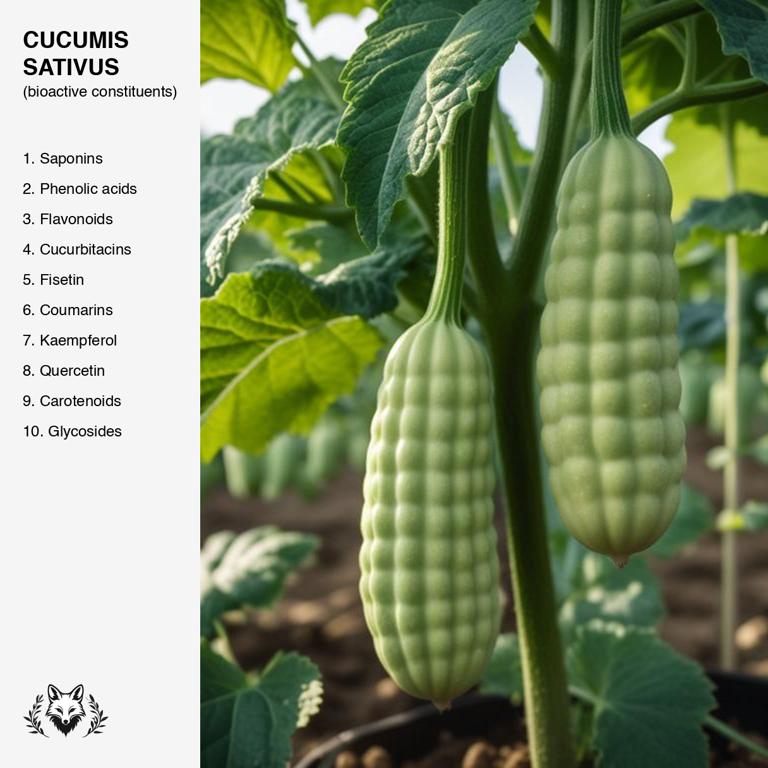 CUCUMIS
SATIVUS
(bioactive constituents)
1. Saponins
2. Phenolic acids
3. Flavonoids
4. Cucurbitacins
5. Fisetin
6. Coumarins
7. Kaempferol
8. Quercetin
9. Carotenoids
10. Glycosides